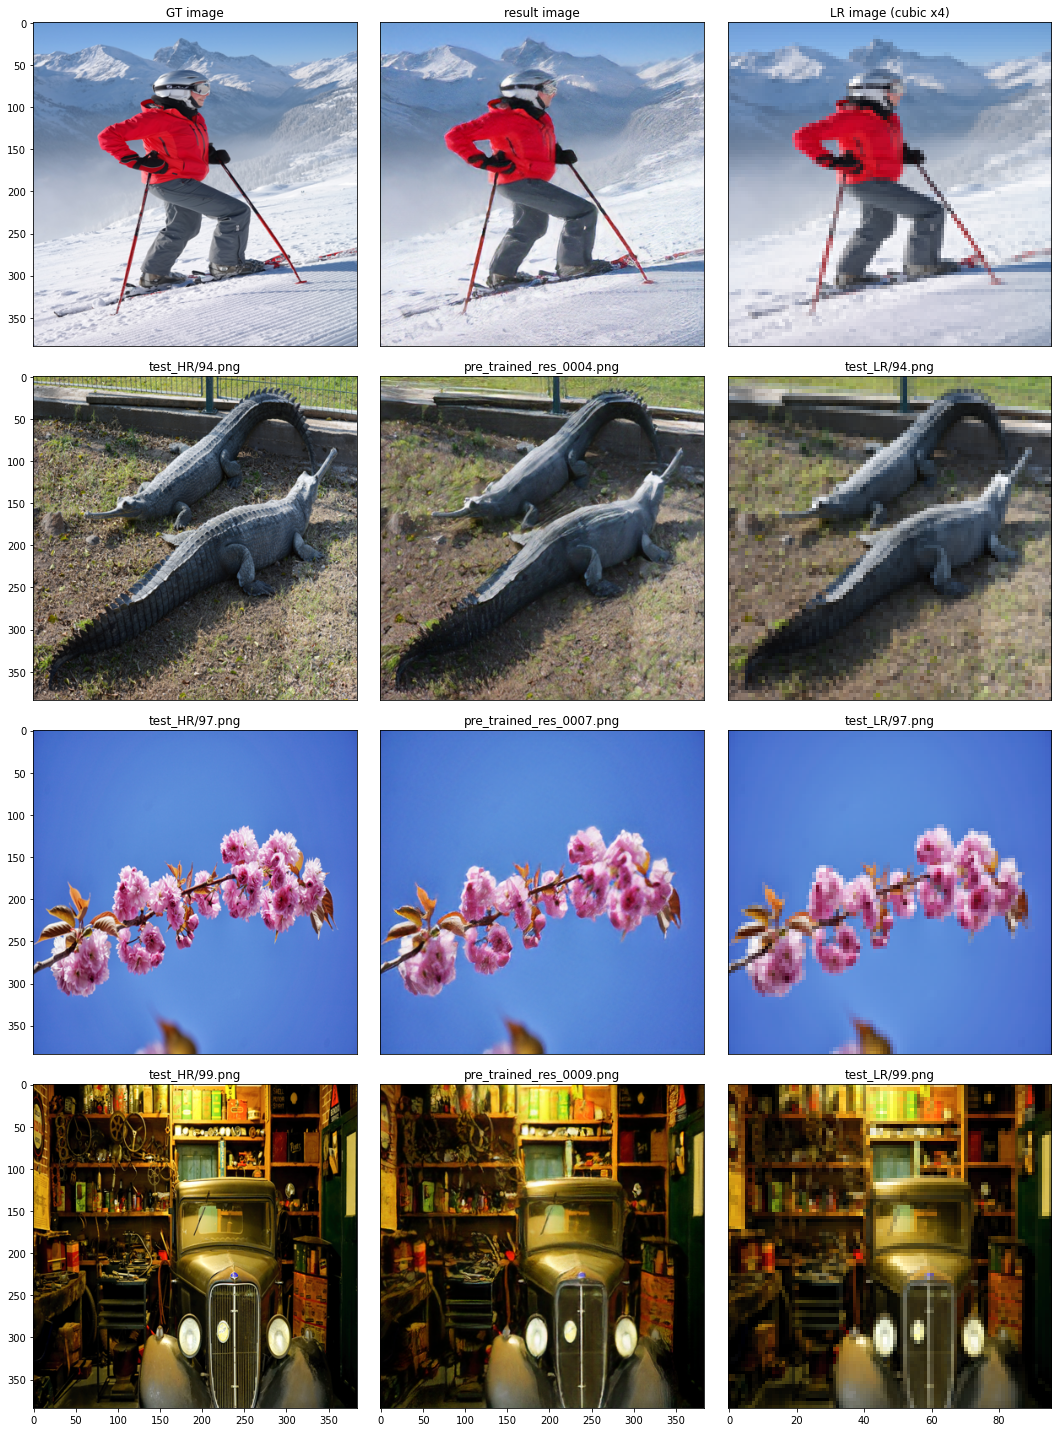 GT image
result image
LR image (cubic x4)
0
50
100
150
200
250
300
350
test_HR/94.png
pre_trained_res_0004.png
test_LR/94.png
0
50
100
150
200
250
300
350
test_HR/97.png
pre_trained_res_0007.png
test_LR/97.png
0
50
100
150
200
250
300
350
test_HR/99.png
pre_trained_res_0009.png
test_LR/99.png
0
50
100
150
200
250
300
350
0 50 100 150 200 250 300 350
0 50 100 150 200 250 300 350
0 20 40 60 80